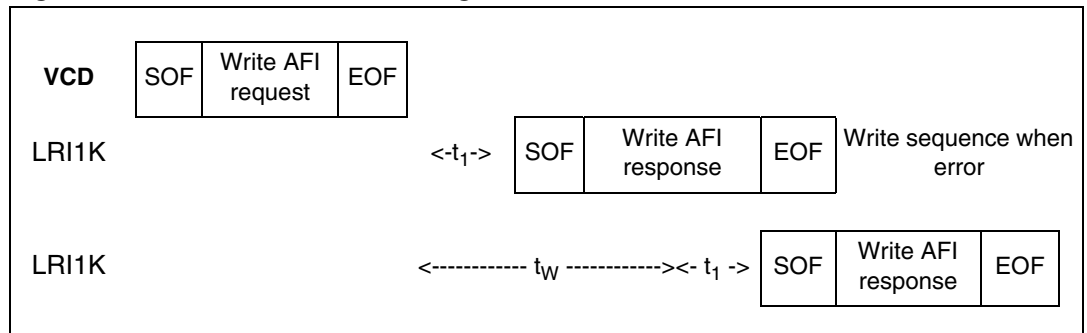 VCD SOF Write AFI request EOF
LRI1K <-t1-> SOF Write AFI response EOF Write sequence when error
LRI1K <------------ tW -------------><- t1 -> SOF Write AFI response EOF